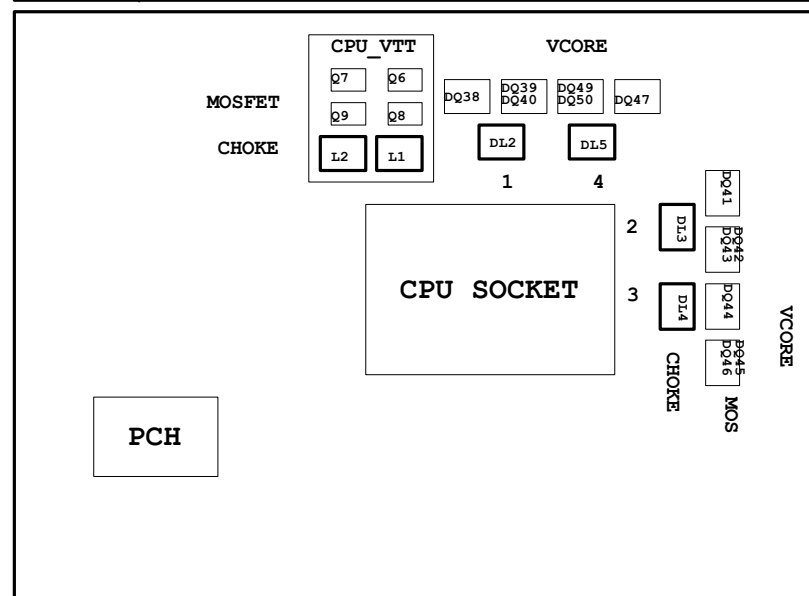 CPU_VTT
VCORE
Q7
Q6
DQ38
DQ39
DQ40
DQ49
DQ50
DQ47
MOSFET
Q9
Q8
CHOKE
L2
L1
DL2
DL5
1
4
DQ41
2
DL3
DQ42
DQ43
CPU SOCKET
3
DL4
DQ44
VCORE
DQ45
DQ46
CHOKE
MOS
PCH